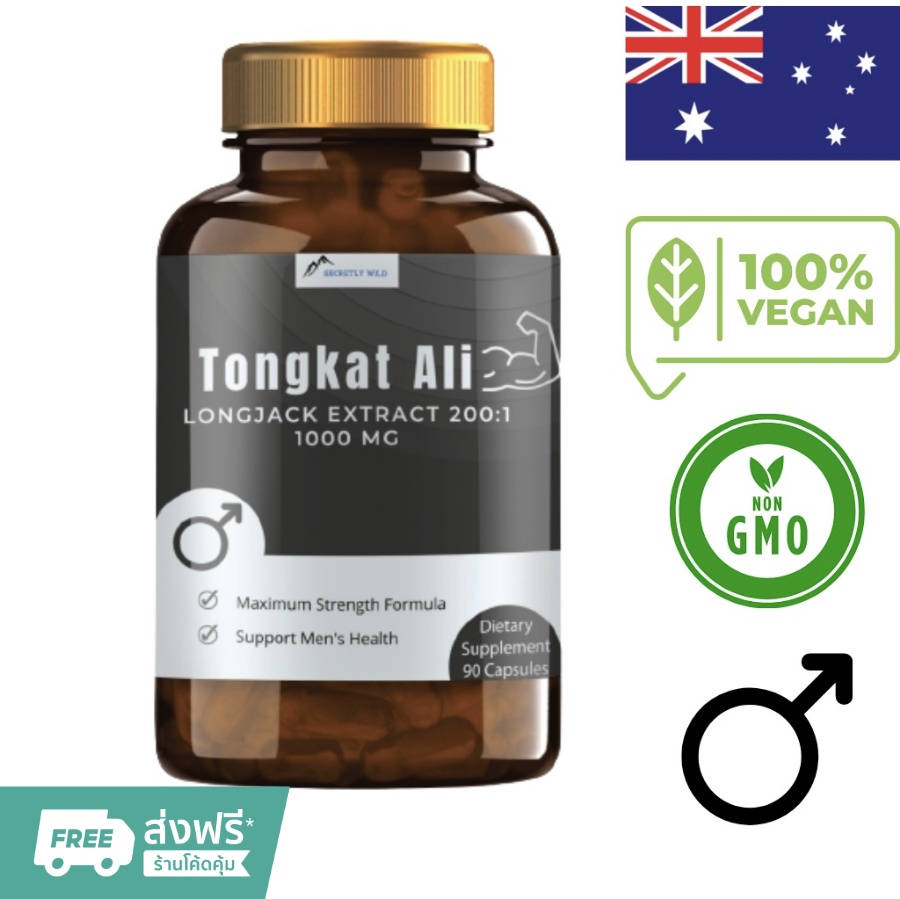 SECRETLY WILD
Tongkat Ali
LONGJACK EXTRACT 200:1
1000 MG
Maximum Strength Formula
Support Men's Health
Dietary
Supplement
90 Capsules
100%
VEGAN
NON
GMO
FREE
ส่งฟรี*
ร้านโค้ดคุ้ม